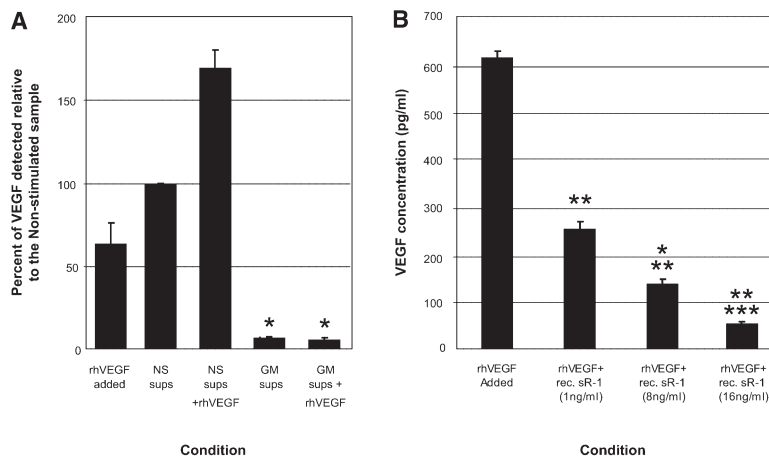 A
Percent of VEGF detected relative
to the Non-stimulated sample
200
150
100
50
0
*
*
rhVEGF
added
NS
sups
NS
sups
+rhVEGF
GM
sups
GM
sups +
rhVEGF
Condition
B
VEGF concentration (pg/ml)
700
600
500
400
300
200
100
0
**
*
**
**
***
rhVEGF
Added
rhVEGF+
rec. sR-1
(1ng/ml)
rhVEGF+
rec. sR-1
(8ng/ml)
rhVEGF+
rec. sR-1
(16ng/ml)
Condition